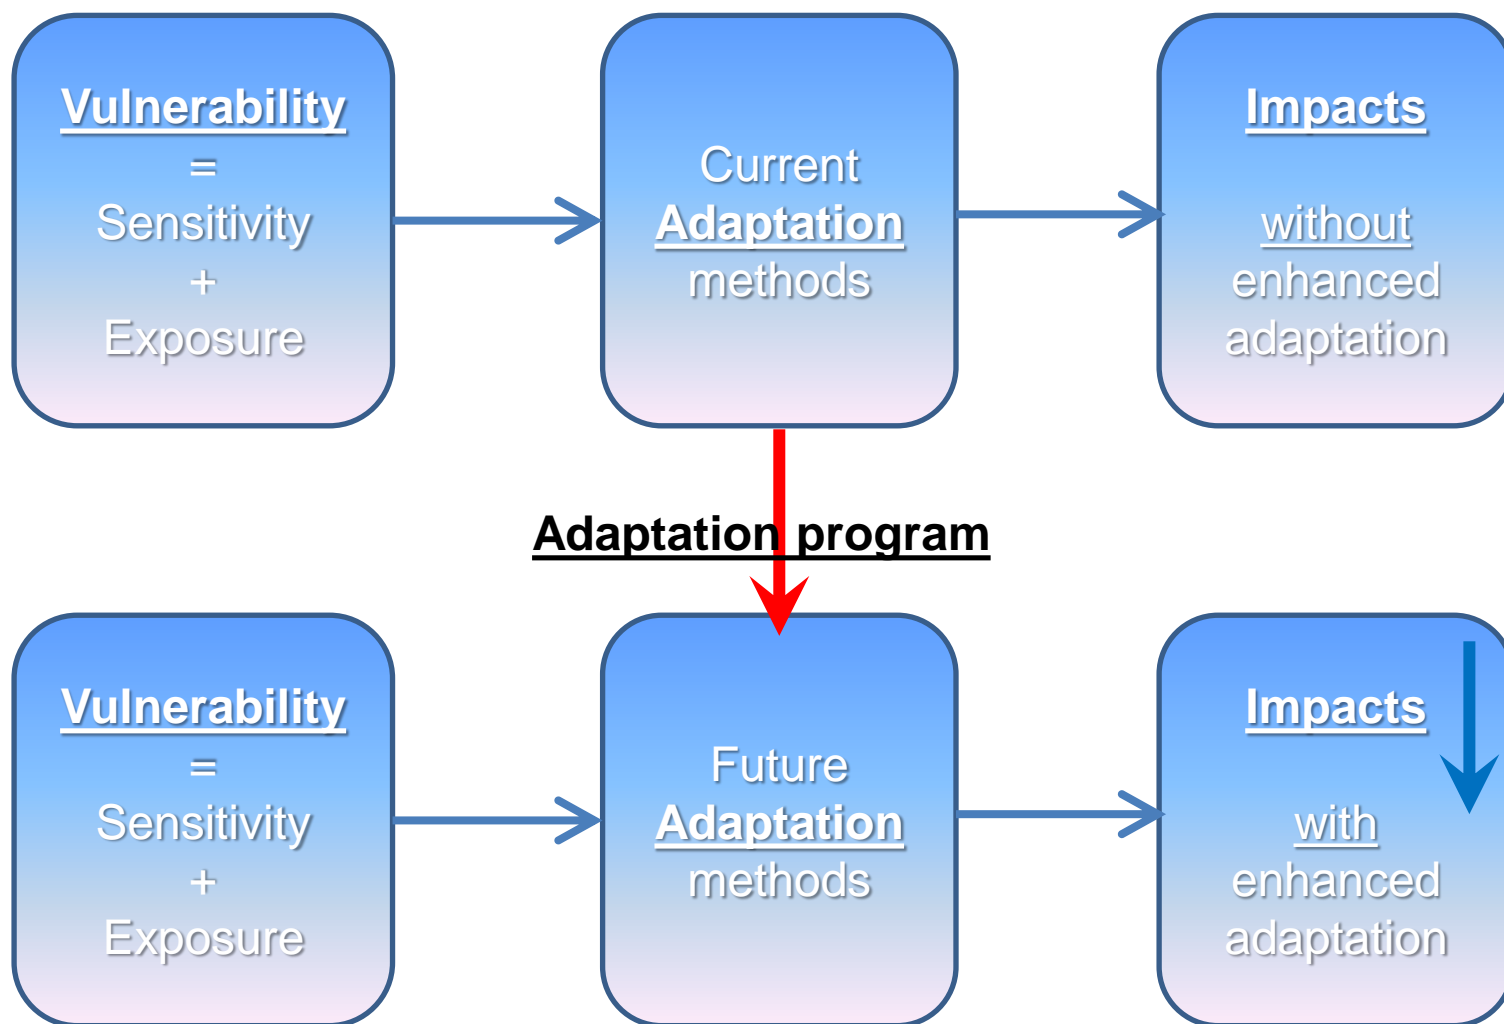 Vulnerability
=
Sensitivity
+
Exposure
Current
Adaptation
methods
Impacts
without
enhanced
adaptation
Adaptation program
Vulnerability
=
Sensitivity
+
Exposure
Future
Adaptation
methods
Impacts
with
enhanced
adaptation